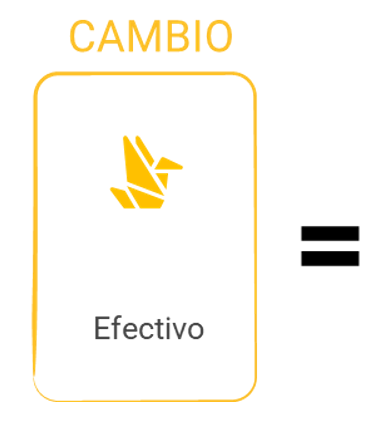 CAMBIO
Efectivo
=